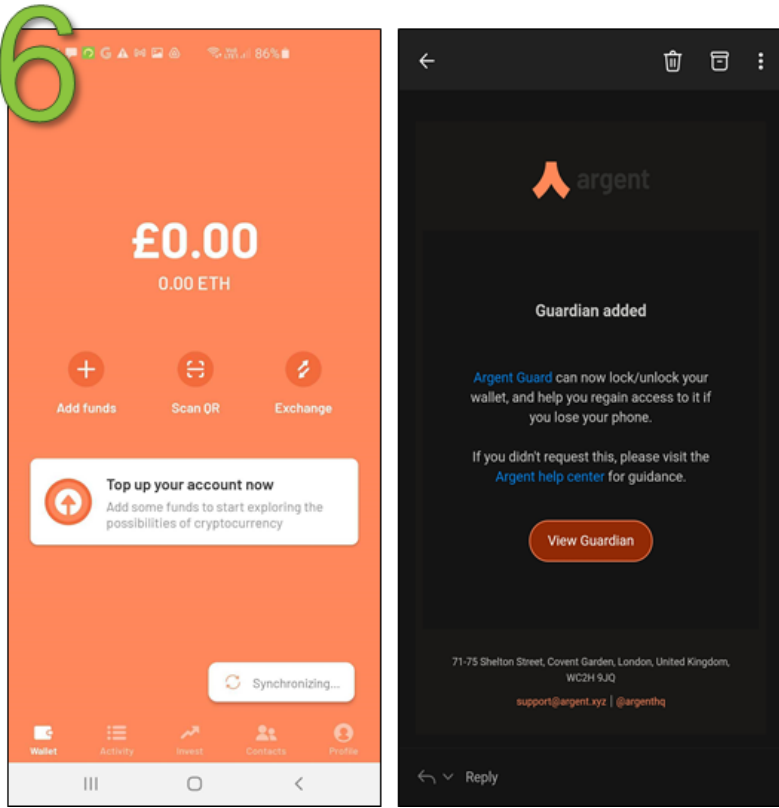 6
86%
£0.00
0.00 ETH
Add funds
Scan QR
Exchange
Top up your account now
Add some funds to start exploring the
possibilities of cryptocurrency
Synchronizing...
Wallet
Activity
Invest
Contacts
Profile
argent
Guardian added
Argent Guard can now lock/unlock your
wallet, and help you regain access to it if
you lose your phone.
If you didn't request this, please visit the
Argent help center for guidance.
View Guardian
71-75 Shelton Street, Covent Garden, London, United Kingdom,
WC2H 9JQ
support@argent.xyz | @argenthq
Reply